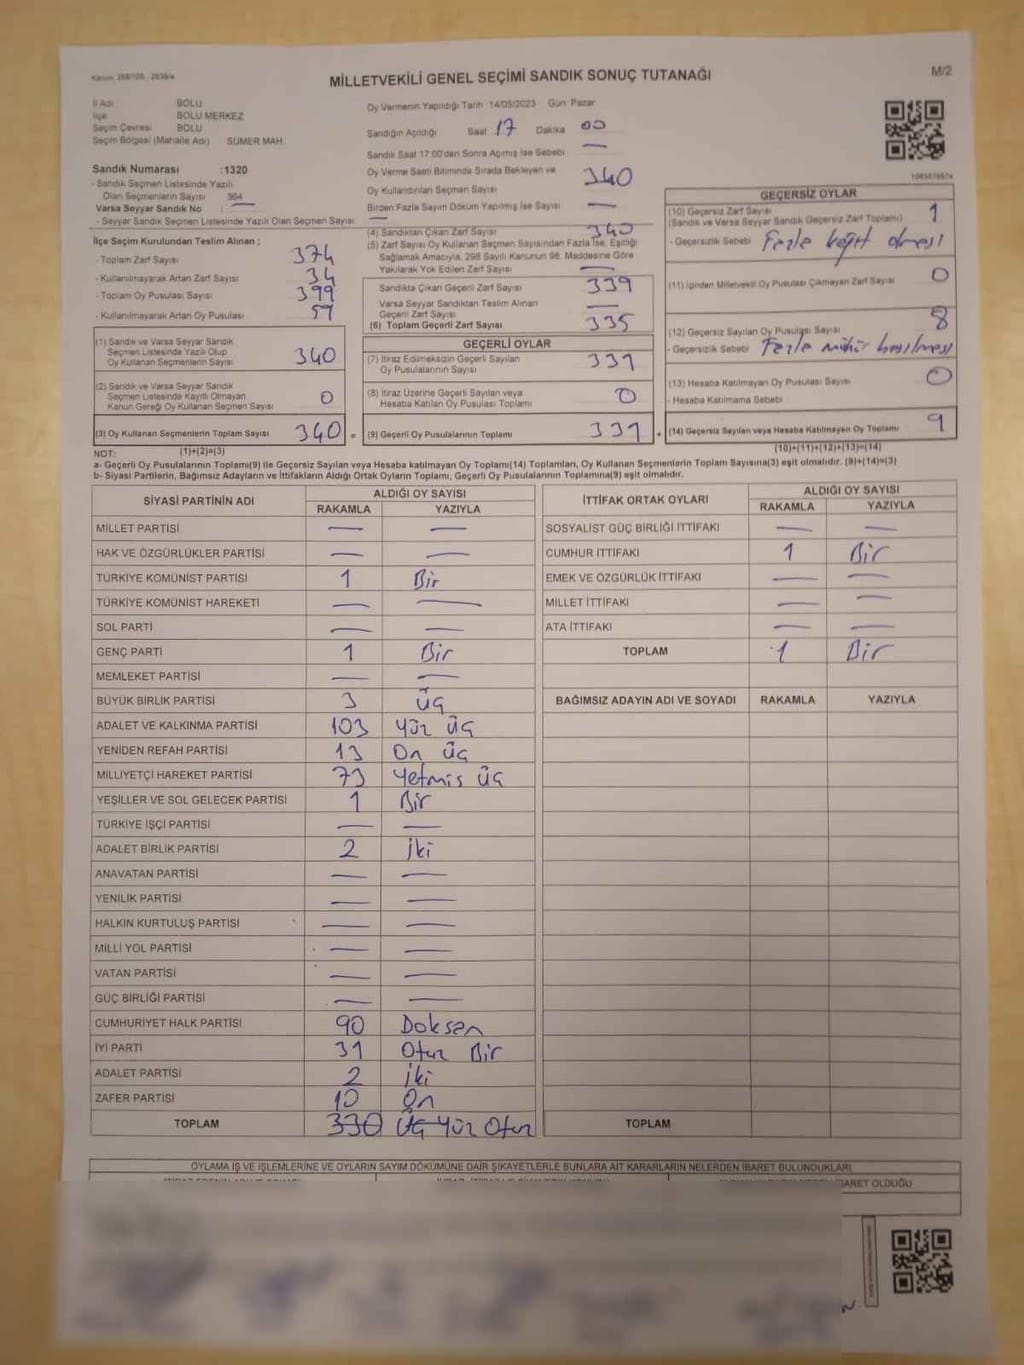 Kanun: 298/105, 2839/e
MİLLETVEKİLİ GENEL SEÇİMİ SANDIK SONUÇ TUTANAĞI
M/2
İl Adı BOLU
İlçe BOLU MERKEZ
Seçim Çevresi BOLU
Seçim Bölgesi (Mahalle Adı) SÜMER MAH.
Sandık Numarası :1320
- Sandık Seçmen Listesinde Yazılı
Olan Seçmenlerin Sayısı 364
Varsa Seyyar Sandık No : —
- Seyyar Sandık Seçmen Listesinde Yazılı Olan Seçmen Sayısı —
İlçe Seçim Kurulundan Teslim Alınan ;
- Toplam Zarf Sayısı 374
- Kullanılmayarak Artan Zarf Sayısı 34
- Toplam Oy Pusulası Sayısı 399
- Kullanılmayarak Artan Oy Pusulası 59
Oy Vermenin Yapıldığı Tarih 14/05/2023 Gün: Pazar
Sandığın Açıldığı Saat 17 Dakika 00
Sandık Saat 17:00'den Sonra Açılmış İse Sebebi —
Oy Verme Saati Bitiminde Sırada Bekleyen ve
Oy Kullandırılan Seçmen Sayısı 340
Birden Fazla Sayım Döküm Yapılmış İse Sayısı —
(4) Sandıktan Çıkan Zarf Sayısı 340
(5) Zarf Sayısı Oy Kullanan Seçmen Sayısından Fazla İse, Eşitliği
Sağlamak Amacıyla, 298 Sayılı Kanunun 98. Maddesine Göre
Yakılarak Yok Edilen Zarf Sayısı —
Sandıkta Çıkan Geçerli Zarf Sayısı 339
Varsa Seyyar Sandıktan Teslim Alınan
Geçerli Zarf Sayısı —
(6) Toplam Geçerli Zarf Sayısı 335
GEÇERSİZ OYLAR
(10) Geçersiz Zarf Sayısı 1
(Sandık ve Varsa Seyyar Sandık Geçersiz Zarf Toplamı)
- Geçersizlik Sebebi Fazla kağıt olması
(11) İçinden Milletvekili Oy Pusulası Çıkmayan Zarf Sayısı 0
(12) Geçersiz Sayılan Oy Pusulası Sayısı 8
- Geçersizlik Sebebi Fazla mühür basılması
(13) Hesaba Katılmayan Oy Pusulası Sayısı 0
- Hesaba Katılmama Sebebi
(14) Geçersiz Sayılan veya Hesaba Katılmayan Oy Toplamı 9
(10)+(11)+(12)+(13)=(14)
(1) Sandık ve Varsa Seyyar Sandık
Seçmen Listesinde Yazılı Olup
Oy Kullanan Seçmenlerin Sayısı 340
(2) Sandık ve Varsa Seyyar Sandık
Seçmen Listesinde Kayıtlı Olmayan
Kanun Gereği Oy Kullanan Seçmen Sayısı 0
(3) Oy Kullanan Seçmenlerin Toplam Sayısı 340 =
(1)+(2)=(3)
GEÇERLİ OYLAR
(7) İtiraz Edilmeksizin Geçerli Sayılan
Oy Pusulalarının Sayısı 331
(8) İtiraz Üzerine Geçerli Sayılan veya
Hesaba Katılan Oy Pusulası Toplamı 0
(9) Geçerli Oy Pusulalarının Toplamı 331 +
NOT:
a- Geçerli Oy Pusulalarının Toplamı(9) ile Geçersiz Sayılan veya Hesaba katılmayan Oy Toplamı(14) Toplamları, Oy Kullanan Seçmenlerin Toplam Sayısına(3) eşit olmalıdır. (9)+(14)=(3)
b- Siyasi Partilerin, Bağımsız Adayların ve İttifakların Aldığı Ortak Oyların Toplamı, Geçerli Oy Pusulalarının Toplamına(9) eşit olmalıdır.
SİYASİ PARTİNİN ADI ALDIĞI OY SAYISI
RAKAMLA YAZIYLA
MİLLET PARTİSİ — —
HAK VE ÖZGÜRLÜKLER PARTİSİ — —
TÜRKİYE KOMÜNİST PARTİSİ 1 Bir
TÜRKİYE KOMÜNİST HAREKETİ — —
SOL PARTİ — —
GENÇ PARTİ 1 Bir
MEMLEKET PARTİSİ — —
BÜYÜK BİRLİK PARTİSİ 3 üç
ADALET VE KALKINMA PARTİSİ 103 Yüz üç
YENİDEN REFAH PARTİSİ 13 On üç
MİLLİYETÇİ HAREKET PARTİSİ 73 Yetmis üç
YEŞİLLER VE SOL GELECEK PARTİSİ 1 Bir
TÜRKİYE İŞÇİ PARTİSİ — —
ADALET BİRLİK PARTİSİ 2 İki
ANAVATAN PARTİSİ — —
YENİLİK PARTİSİ — —
HALKIN KURTULUŞ PARTİSİ — —
MİLLİ YOL PARTİSİ — —
VATAN PARTİSİ — —
GÜÇ BİRLİĞİ PARTİSİ — —
CUMHURİYET HALK PARTİSİ 90 Doksan
İYİ PARTİ 31 Otuz Bir
ADALET PARTİSİ 2 İki
ZAFER PARTİSİ 10 On
TOPLAM 330 Üç Yüz Otuz
İTTİFAK ORTAK OYLARI ALDIĞI OY SAYISI
RAKAMLA YAZIYLA
SOSYALİST GÜÇ BİRLİĞİ İTTİFAKI — —
CUMHUR İTTİFAKI 1 Bir
EMEK VE ÖZGÜRLÜK İTTİFAKI — —
MİLLET İTTİFAKI — —
ATA İTTİFAKI — —
TOPLAM 1 Bir
BAĞIMSIZ ADAYIN ADI VE SOYADI RAKAMLA YAZIYLA
TOPLAM
OYLAMA İŞ VE İŞLEMLERİNE VE OYLARIN SAYIM DÖKÜMÜNE DAİR ŞİKAYETLERLE BUNLARA AİT KARARLARIN NELERDEN İBARET BULUNDUKLARI
İBARET OLDUĞU